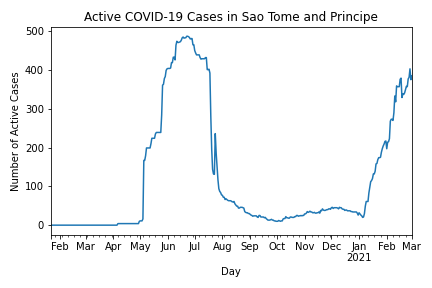 Active COVID-19 Cases in Sao Tome and Principe
Number of Active Cases
500
400
300
200
100
0
Feb Mar Apr May Jun Jul Aug Sep Oct Nov Dec Jan Feb Mar
2021
Day